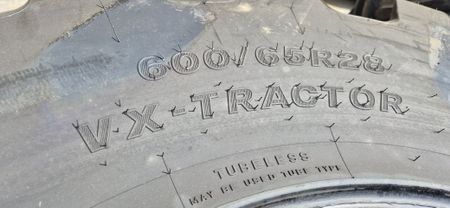 600/65R28
VX-TRACTOR
TUBELESS
MAY BE USED TUBE TYPE